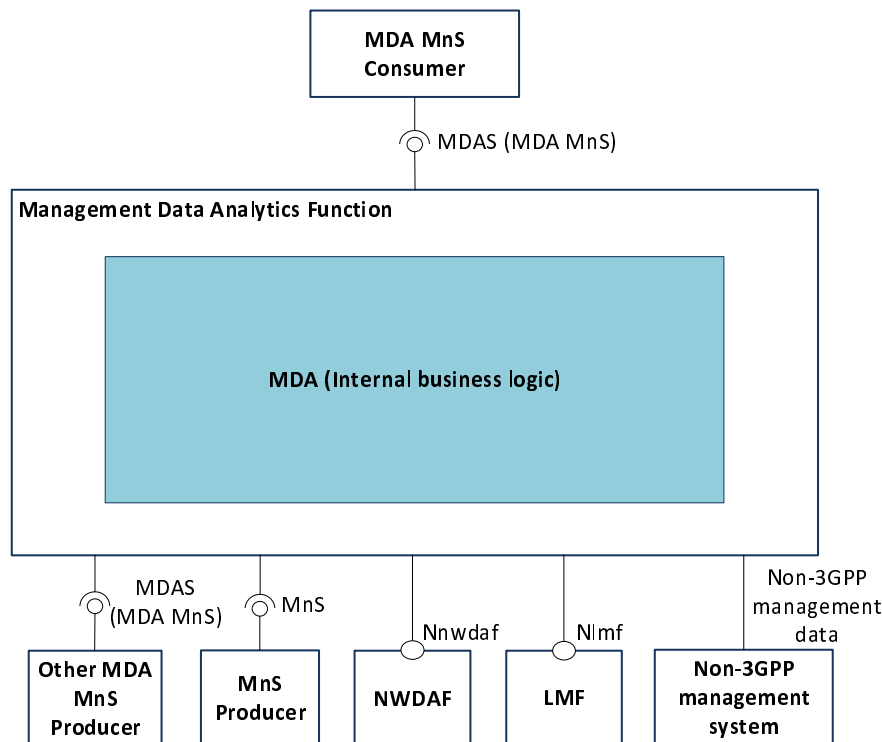 MDA MnS
Consumer
MDAS (MDA MnS)
Management Data Analytics Function
MDA (Internal business logic)
MDAS
(MDA MnS)
MnS
Nnwdaf
Nlmf
Non-3GPP
management
data
Other MDA
MnS
Producer
MnS
Producer
NWDAF
LMF
Non-3GPP
management
system